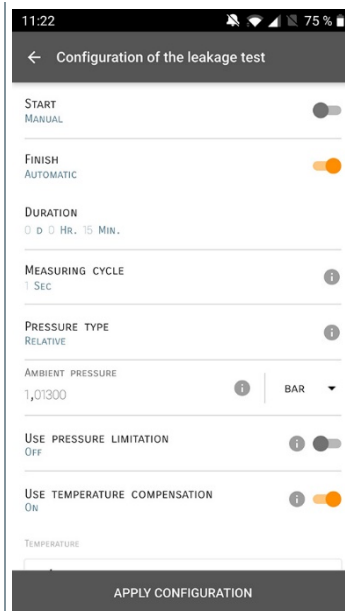 11:22 75 %
Configuration of the leakage test
START
MANUAL
FINISH
AUTOMATIC
DURATION
0 D 0 HR. 15 MIN.
MEASURING CYCLE
1 SEC
PRESSURE TYPE
RELATIVE
AMBIENT PRESSURE
1,01300 BAR
USE PRESSURE LIMITATION
OFF
USE TEMPERATURE COMPENSATION
ON
TEMPERATURE
APPLY CONFIGURATION